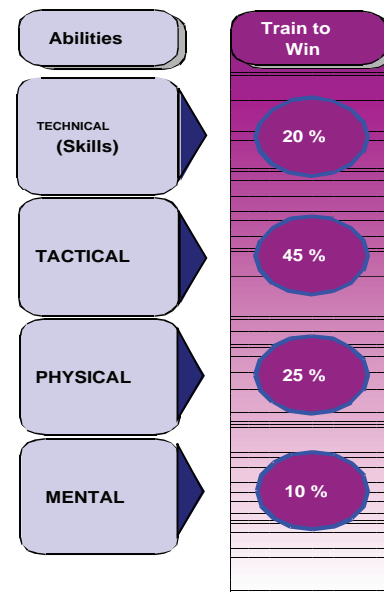 Abilities
Train to
Win
TECHNICAL
(Skills)
20 %
TACTICAL
45 %
PHYSICAL
25 %
MENTAL
10 %